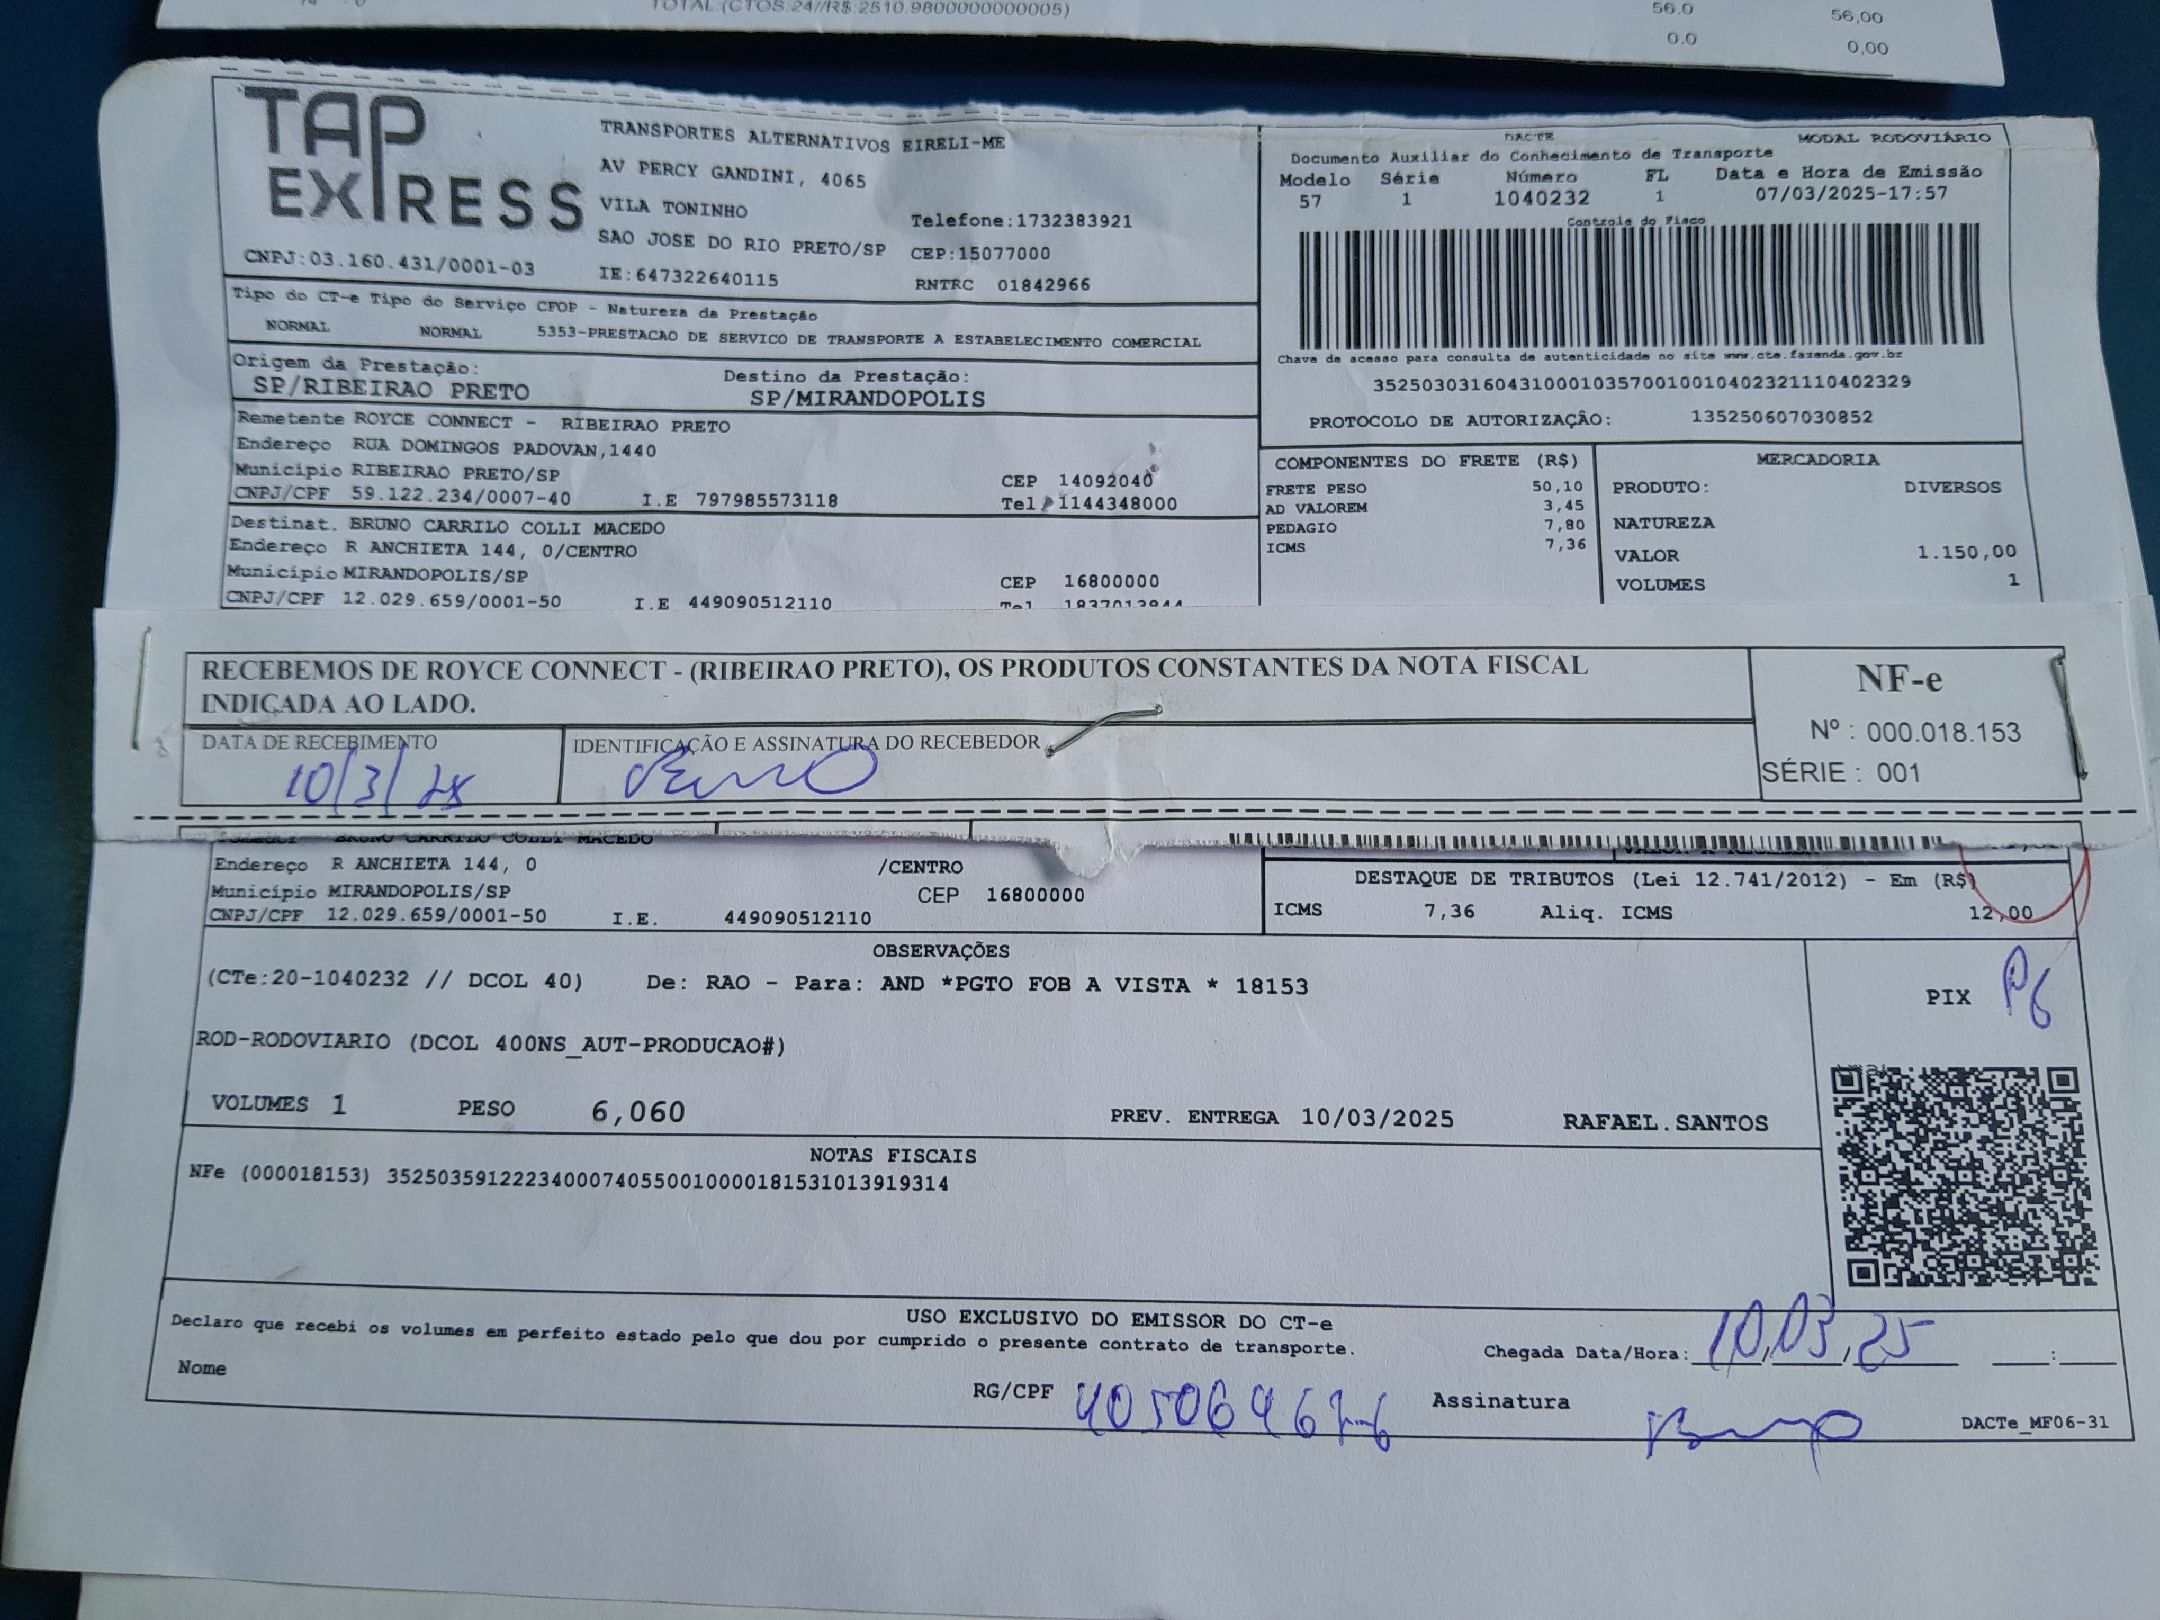 TOTAL:(CTOS:24//R$:2510.9800000000005)
56.0 56,00
0.0 0,00
TAP EXPRESS
TRANSPORTES ALTERNATIVOS EIRELI-ME
AV PERCY GANDINI, 4065
VILA TONINHO
Telefone:1732383921
SAO JOSE DO RIO PRETO/SP CEP:15077000
CNPJ:03.160.431/0001-03
IE:647322640115 RNTRC 01842966
DACTE MODAL RODOVIÁRIO
Documento Auxiliar do Conhecimento de Transporte
Modelo Série Número FL Data e Hora de Emissão
57 1 1040232 1 07/03/2025-17:57
Controle do Fisco
Chave de acesso para consulta de autenticidade no site www.cte.fazenda.gov.br
35250303160431000103570010010402321110402329
PROTOCOLO DE AUTORIZAÇÃO: 135250607030852
Tipo do CT-e Tipo do Serviço CFOP - Natureza da Prestação
NORMAL NORMAL 5353-PRESTACAO DE SERVICO DE TRANSPORTE A ESTABELECIMENTO COMERCIAL
Origem da Prestação: Destino da Prestação:
SP/RIBEIRAO PRETO SP/MIRANDOPOLIS
Remetente ROYCE CONNECT - RIBEIRAO PRETO
Endereço RUA DOMINGOS PADOVAN,1440
Município RIBEIRAO PRETO/SP CEP 14092040
CNPJ/CPF 59.122.234/0007-40 I.E 797985573118 Tel 1144348000
Destinat. BRUNO CARRILO COLLI MACEDO
Endereço R ANCHIETA 144, 0/CENTRO
Município MIRANDOPOLIS/SP CEP 16800000
CNPJ/CPF 12.029.659/0001-50 I.E 449090512110 Tel 1837013844
COMPONENTES DO FRETE (R$)
FRETE PESO 50,10
AD VALOREM 3,45
PEDAGIO 7,80
ICMS 7,36
MERCADORIA
PRODUTO: DIVERSOS
NATUREZA
VALOR 1.150,00
VOLUMES 1
RECEBEMOS DE ROYCE CONNECT - (RIBEIRAO PRETO), OS PRODUTOS CONSTANTES DA NOTA FISCAL
INDICADA AO LADO.
DATA DE RECEBIMENTO
10/3/25
IDENTIFICAÇÃO E ASSINATURA DO RECEBEDOR
NF-e
Nº : 000.018.153
SÉRIE : 001
BRUNO CARRILO COLLI MACEDO
Endereço R ANCHIETA 144, 0 /CENTRO
Município MIRANDOPOLIS/SP CEP 16800000
CNPJ/CPF 12.029.659/0001-50 I.E. 449090512110
DESTAQUE DE TRIBUTOS (Lei 12.741/2012) - Em (R$)
ICMS 7,36 Aliq. ICMS 12,00
OBSERVAÇÕES
(CTe:20-1040232 // DCOL 40) De: RAO - Para: AND *PGTO FOB A VISTA * 18153
ROD-RODOVIARIO (DCOL 400NS_AUT-PRODUCAO#)
PIX PG
VOLUMES 1 PESO 6,060 PREV. ENTREGA 10/03/2025 RAFAEL.SANTOS
NOTAS FISCAIS
NFe (000018153) 35250359122234000740550010000181531013919314
USO EXCLUSIVO DO EMISSOR DO CT-e
Declaro que recebi os volumes em perfeito estado pelo que dou por cumprido o presente contrato de transporte.
Chegada Data/Hora: 10,03,25 :
Nome
RG/CPF Assinatura
DACTe_MF06-31